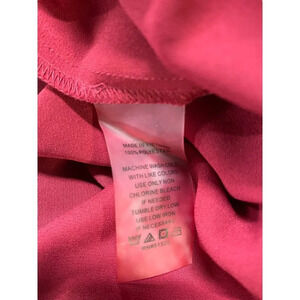 MADE IN
100% POLYESTER
MACHINE WASH COLD
WITH LIKE COLORS
USE ONLY NON
CHLORINE BLEACH
IF NEEDED
TUMBLE DRY LOW
USE LOW IRON
IF NECESSARY